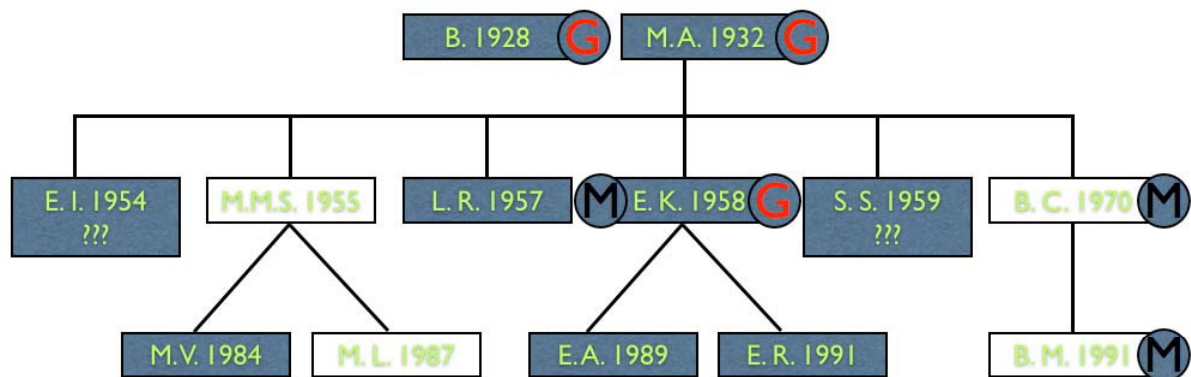 B. 1928 G M.A. 1932 G
E. I. 1954
???
M.M.S. 1955
L. R. 1957
M E. K. 1958 G
S. S. 1959
???
B. C. 1970 M
M.V. 1984
M. L. 1987
E.A. 1989
E. R. 1991
B. M. 1991 M